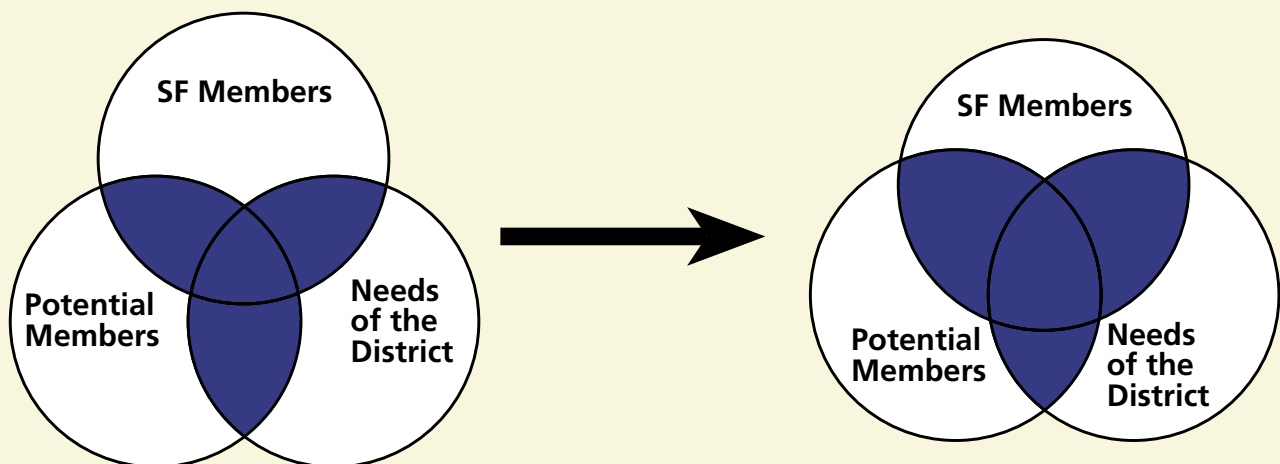 SF Members
Potential
Members
Needs
of the
District
SF Members
Potential
Members
Needs
of the
District